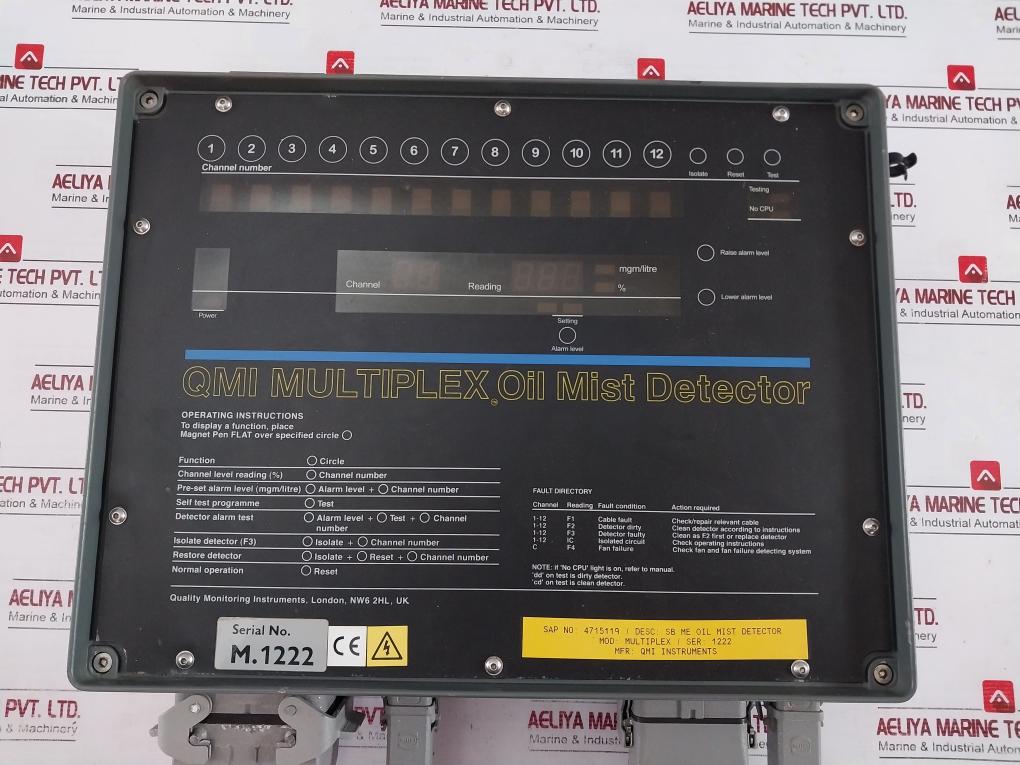 AELIYA MARINE TECH PVT. LTD.
Marine & Industrial Automation & Machinery
1 2 3 4 5 6 7 8 9 10 11 12
Channel number
Isolate Reset Test
Testing
No CPU
Raise alarm level
mgm/litre
Channel Reading %
Lower alarm level
Power
Setting
Alarm level
QMI MULTIPLEX Oil Mist Detector
OPERATING INSTRUCTIONS
To display a function, place
Magnet Pen FLAT over specified circle
Function Circle
Channel level reading (%) Channel number
Pre-set alarm level (mgm/litre) Alarm level + Channel number
Self test programme Test
Detector alarm test Alarm level + Test + Channel
number
Isolate detector (F3) Isolate + Channel number
Restore detector Isolate + Reset + Channel number
Normal operation Reset
FAULT DIRECTORY
Channel Reading Fault condition Action required
1-12 F1 Cable fault Check/repair relevant cable
1-12 F2 Detector dirty Clean detector according to instructions
1-12 F3 Detector faulty Clean as F2 first or replace detector
1-12 IC Isolated circuit Check operating instructions
C F4 Fan failure Check fan and fan failure detecting system
NOTE: if 'No CPU' light is on, refer to manual.
'dd' on test is dirty detector.
'cd' on test is clean detector.
Quality Monitoring Instruments, London, NW6 2HL, UK
Serial No.
M.1222
CE
SAP NO: 4715119 / DESC: SB ME OIL MIST DETECTOR
MOD: MULTIPLEX / SER: 1222
MFR: QMI INSTRUMENTS
AELIYA MARINE TECH PVT. LTD.
Marine & Industrial Automation & Machinery